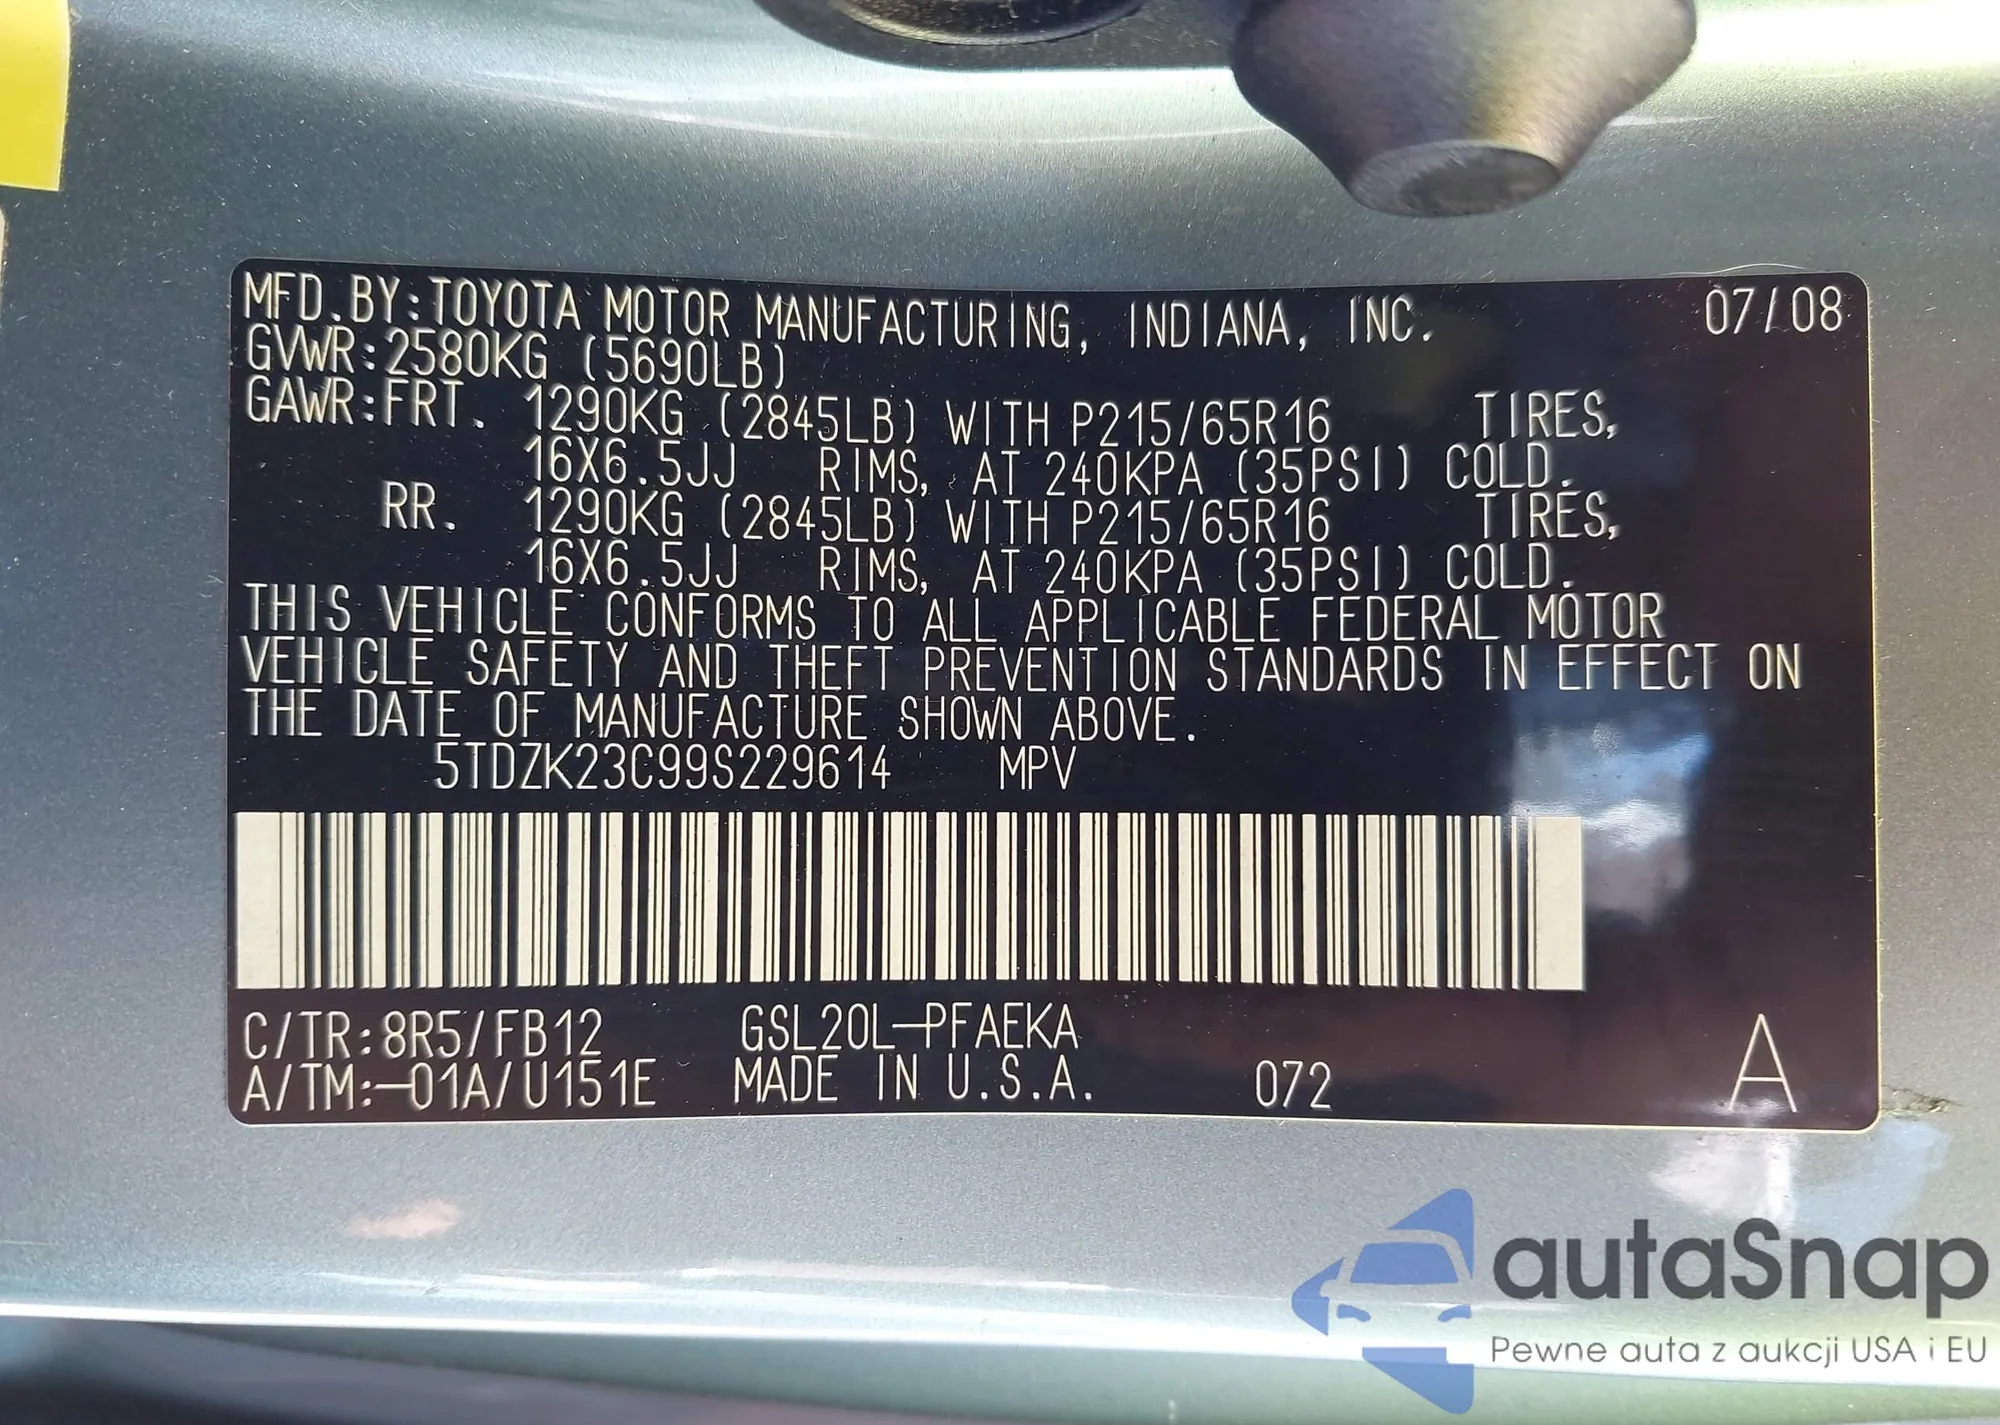 MFD.BY:TOYOTA MOTOR MANUFACTURING, INDIANA, INC. 07/08
GVWR:2580KG (5690LB)
GAWR:FRT. 1290KG (2845LB) WITH P215/65R16 TIRES,
16X6.5JJ RIMS, AT 240KPA (35PSI) COLD.
RR. 1290KG (2845LB) WITH P215/65R16 TIRES,
16X6.5JJ RIMS, AT 240KPA (35PSI) COLD.
THIS VEHICLE CONFORMS TO ALL APPLICABLE FEDERAL MOTOR
VEHICLE SAFETY AND THEFT PREVENTION STANDARDS IN EFFECT ON
THE DATE OF MANUFACTURE SHOWN ABOVE.
5TDZK23C99S229614 MPV
C/TR:8R5/FB12 GSL20L-PFAEKA
A/TM:-01A/U151E MADE IN U.S.A. 072 A
autaSnap
Pewne auta z aukcji USA i EU